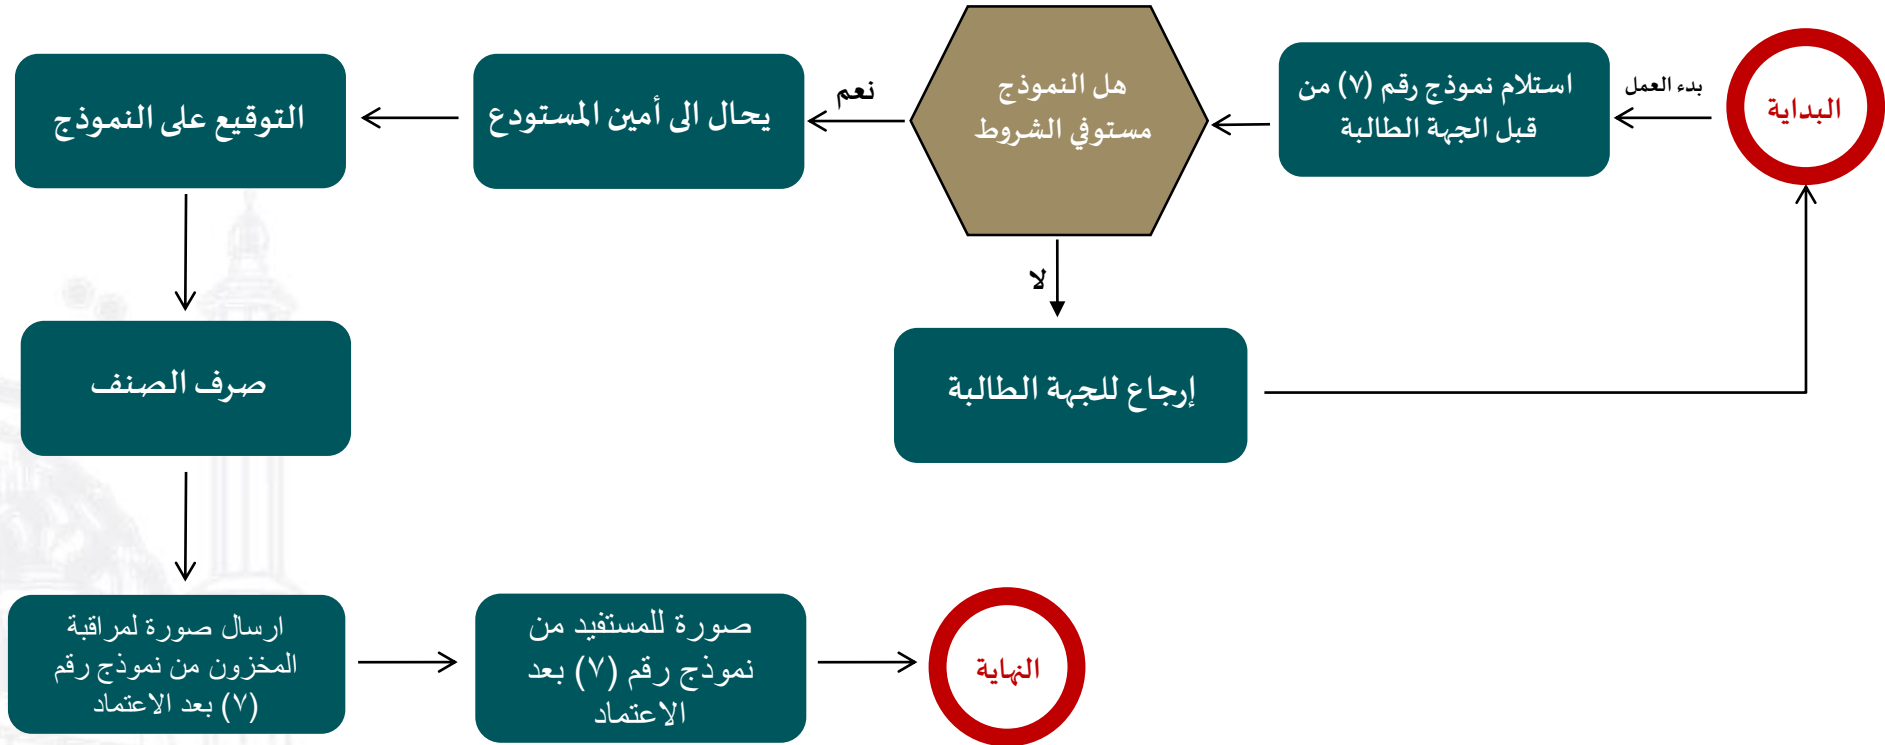 البداية
بدء العمل
استلام نموذج رقم (٧) من
قبل الجهة الطالبة
هل النموذج
مستوفي الشروط
نعم
يحال الى أمين المستودع
التوقيع على النموذج
لا
إرجاع للجهة الطالبة
صرف الصنف
ارسال صورة لمراقبة
المخزون من نموذج رقم
(٧) بعد الاعتماد
صورة للمستفيد من
نموذج رقم (٧) بعد
الاعتماد
النهاية